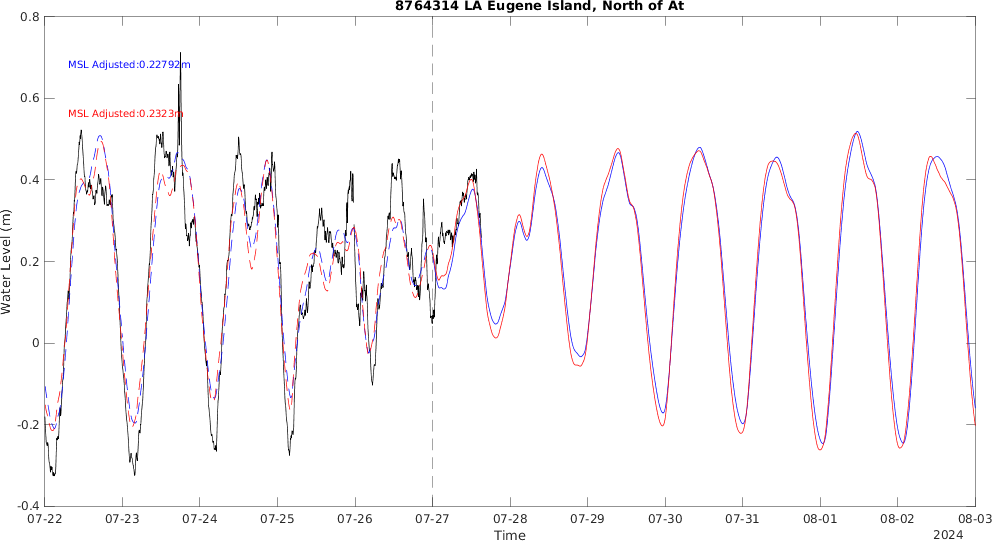 8764314 LA Eugene Island, North of At
0.8
MSL Adjusted:0.22792m
0.6
MSL Adjusted:0.2323m
0.4
Water Level (m)
0.2
0
-0.2
-0.4
07-22 07-23 07-24 07-25 07-26 07-27 07-28 07-29 07-30 07-31 08-01 08-02 08-03
Time
2024